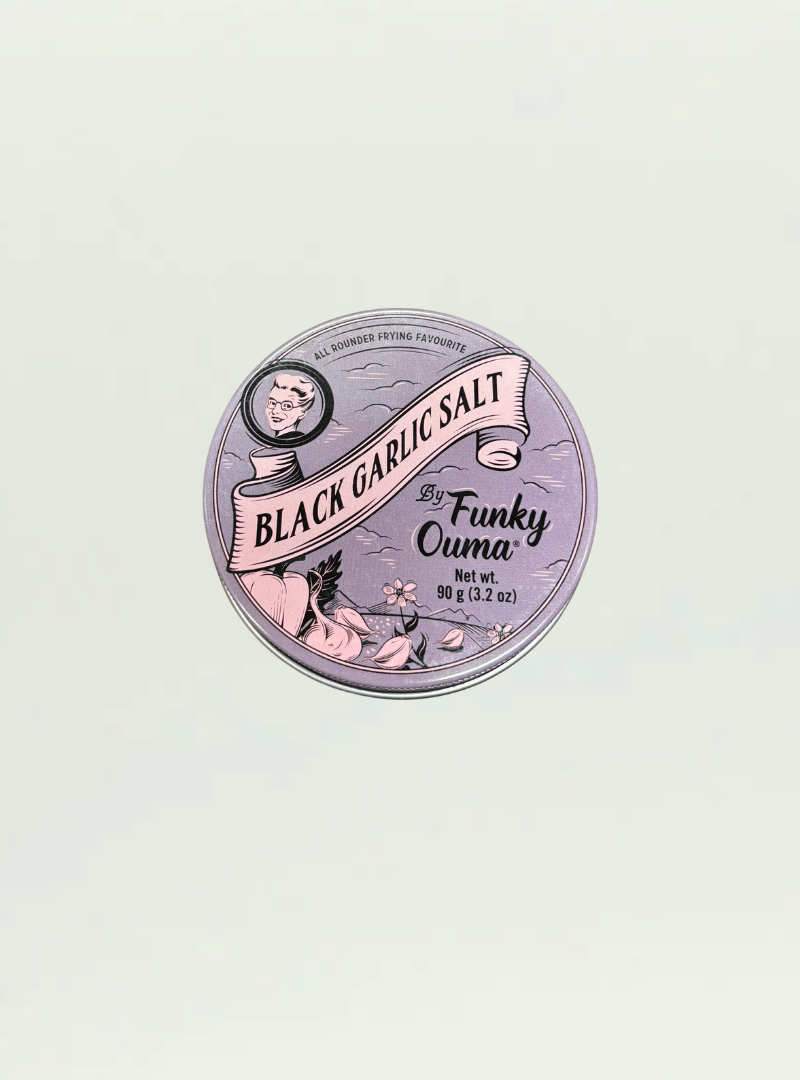 ALL ROUNDER FRYING FAVOURITE
BLACK GARLIC SALT
By Funky
Ouma®
Net wt.
90 g (3.2 oz)